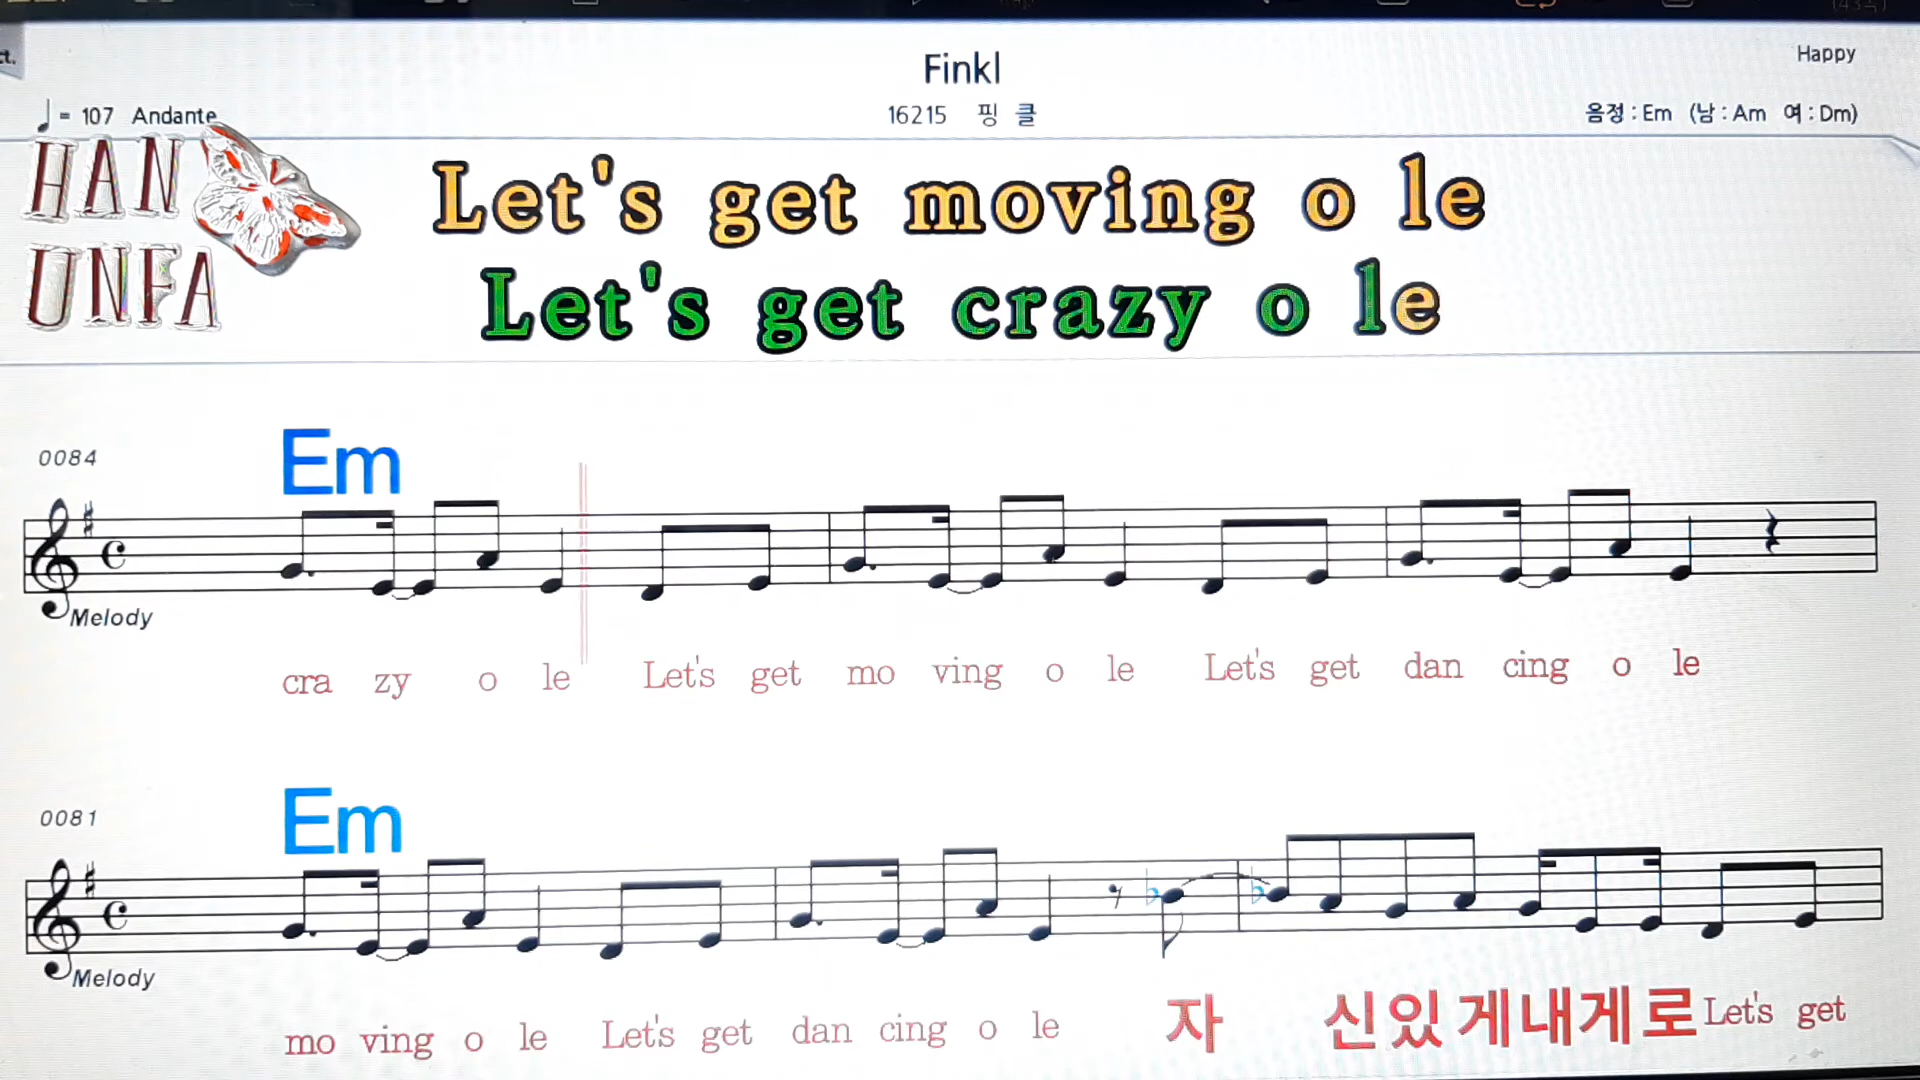 ct.
Finkl
Happy
= 107 Andante
16215 핑 클
음정 : Em (남 : Am 여 : Dm)
HAN
UNFA
Let's get moving o le
Let's get crazy o le
0084
Em
Melody
cra zy o le Let's get mo ving o le Let's get dan cing o le
0081
Em
Melody
mo ving o le Let's get dan cing o le 자 신있게내게로 Let's get